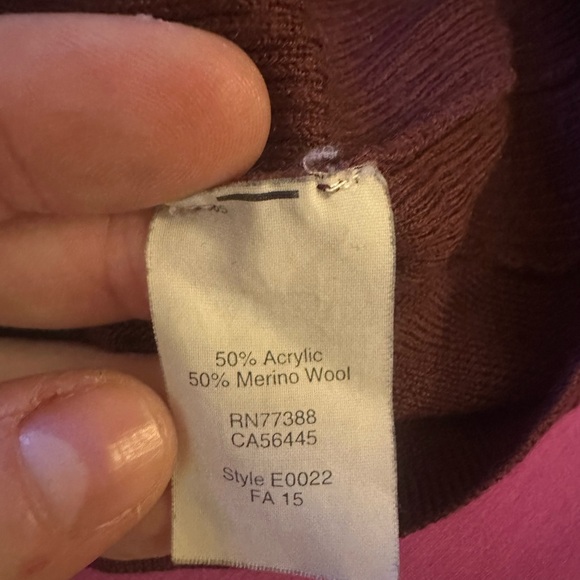 50% Acrylic
50% Merino Wool
RN77388
CA56445
Style E0022
FA 15